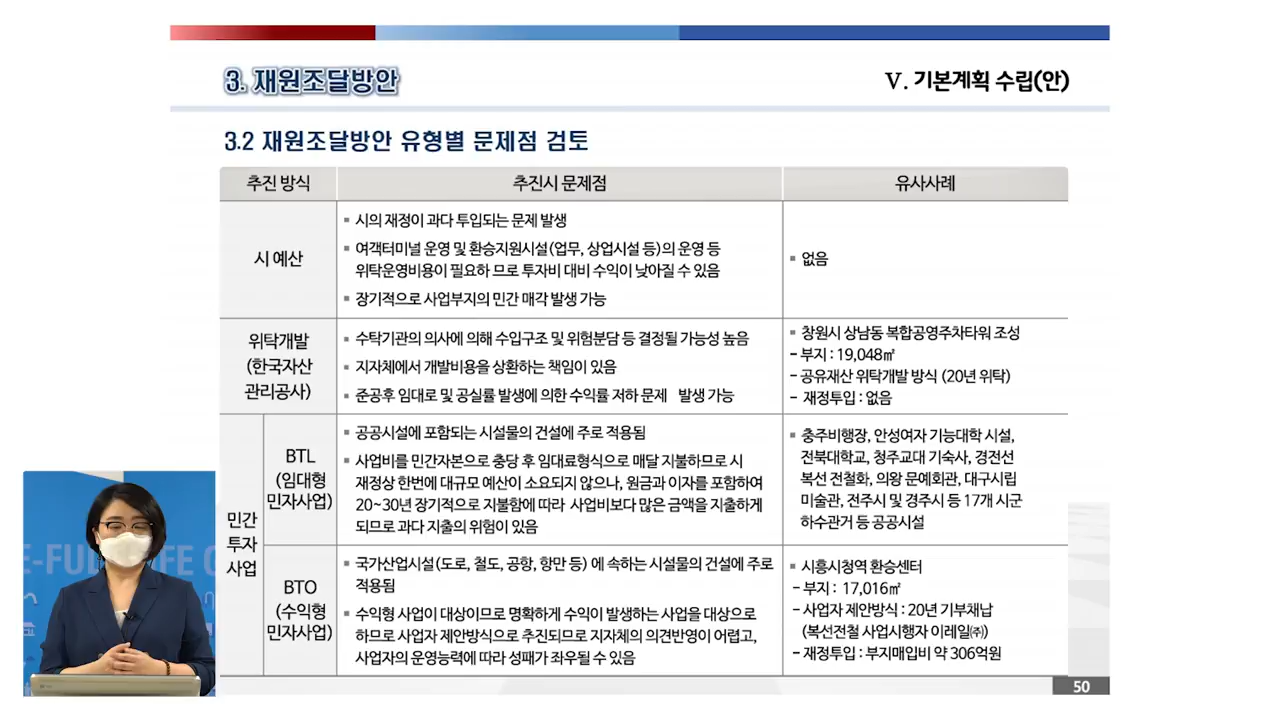 3. 재원조달방안
Ⅴ. 기본계획 수립(안)
3.2 재원조달방안 유형별 문제점 검토
추진 방식
추진시 문제점
유사사례
시 예산
▪ 시의 재정이 과다 투입되는 문제 발생
▪ 여객터미널 운영 및 환승지원시설(업무, 상업시설 등)의 운영 등
위탁운영비용이 필요하 므로 투자비 대비 수익이 낮아질 수 있음
▪ 장기적으로 사업부지의 민간 매각 발생 가능
▪ 없음
위탁개발
(한국자산
관리공사)
▪ 수탁기관의 의사에 의해 수입구조 및 위험분담 등 결정될 가능성 높음
▪ 지자체에서 개발비용을 상환하는 책임이 있음
▪ 준공후 임대로 및 공실률 발생에 의한 수익률 저하 문제 발생 가능
▪ 창원시 상남동 복합공영주차타워 조성
- 부지 : 19,048㎡
- 공유재산 위탁개발 방식 (20년 위탁)
- 재정투입 : 없음
민간
투자
사업
BTL
(임대형
민자사업)
▪ 공공시설에 포함되는 시설물의 건설에 주로 적용됨
▪ 사업비를 민간자본으로 충당 후 임대료형식으로 매달 지불하므로 시
재정상 한번에 대규모 예산이 소요되지 않으나, 원금과 이자를 포함하여
20~30년 장기적으로 지불함에 따라 사업비보다 많은 금액을 지출하게
되므로 과다 지출의 위험이 있음
▪ 충주비행장, 안성여자 기능대학 시설,
전북대학교, 청주교대 기숙사, 경전선
복선 전철화, 의왕 문예회관, 대구시립
미술관, 전주시 및 경주시 등 17개 시군
하수관거 등 공공시설
BTO
(수익형
민자사업)
▪ 국가산업시설(도로, 철도, 공항, 항만 등) 에 속하는 시설물의 건설에 주로
적용됨
▪ 수익형 사업이 대상이므로 명확하게 수익이 발생하는 사업을 대상으로
하므로 사업자 제안방식으로 추진되므로 지자체의 의견반영이 어렵고,
사업자의 운영능력에 따라 성패가 좌우될 수 있음
▪ 시흥시청역 환승센터
- 부지 : 17,016㎡
- 사업자 제안방식 : 20년 기부채납
(복선전철 사업시행자 이레일㈜)
- 재정투입 : 부지매입비 약 306억원
50